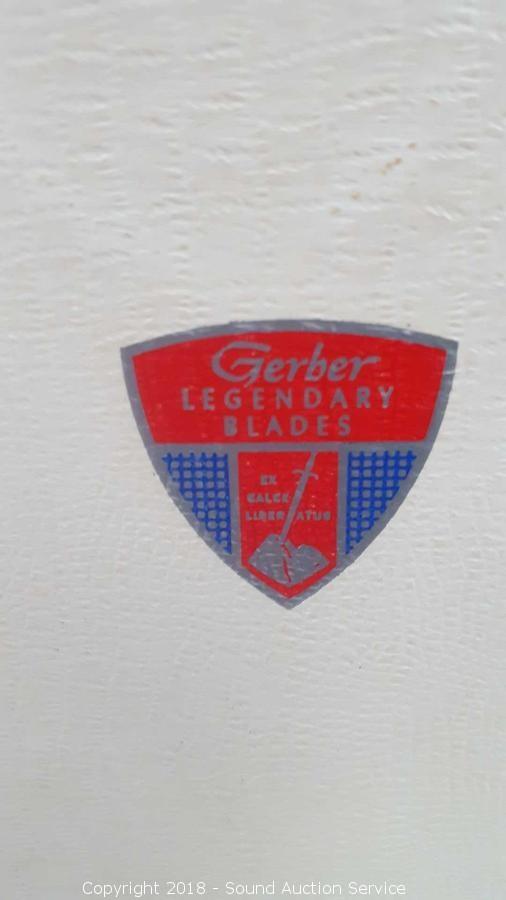 Gerber
LEGENDARY
BLADES
EX
CALCE
LIBERATUS
Copyright 2018 - Sound Auction Service